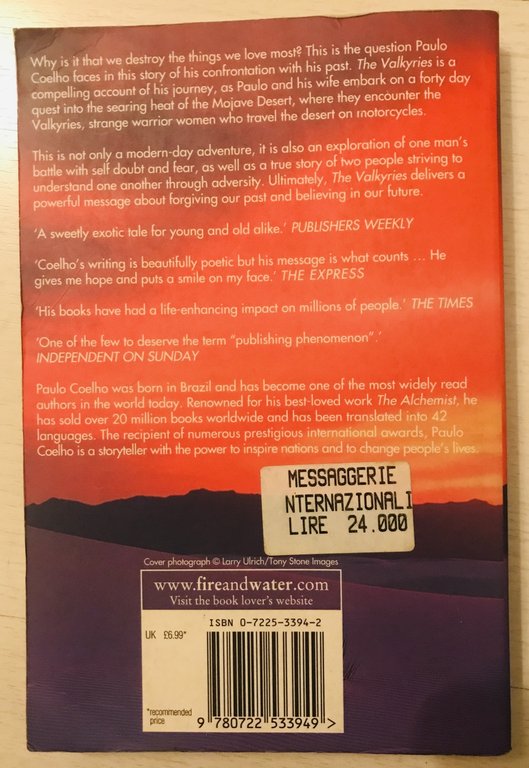 Why is it that we destroy the things we love most? This is the question Paulo
Coelho faces in this story of his confrontation with his past. The Valkyries is a
compelling account of his journey, as Paulo and his wife embark on a forty day
quest into the searing heat of the Mojave Desert, where they encounter the
Valkyries, strange warrior women who travel the desert on motorcycles.
This is not only a modern-day adventure, it is also an exploration of one man's
battle with self doubt and fear, as well as a true story of two people striving to
understand one another through adversity. Ultimately, The Valkyries delivers a
powerful message about forgiving our past and believing in our future.
'A sweetly exotic tale for young and old alike.' PUBLISHERS WEEKLY
'Coelho's writing is beautifully poetic but his message is what counts ... He
gives me hope and puts a smile on my face.' THE EXPRESS
'His books have had a life-enhancing impact on millions of people.' THE TIMES
'One of the few to deserve the term "publishing phenomenon".'
INDEPENDENT ON SUNDAY
Paulo Coelho was born in Brazil and has become one of the most widely read
authors in the world today. Renowned for his best-loved work The Alchemist, he
has sold over 20 million books worldwide and has been translated into 42
languages. The recipient of numerous prestigious international awards, Paulo
Coelho is a storyteller with the power to inspire nations and to change people's lives.
MESSAGGERIE
NTERNAZIONALI
LIRE 24.000
Cover photograph © Larry Ulrich/Tony Stone Images
www.fireandwater.com
Visit the book lover's website
ISBN 0-7225-3394-2
UK £6.99*
*recommended
price
9 780722 533949 >